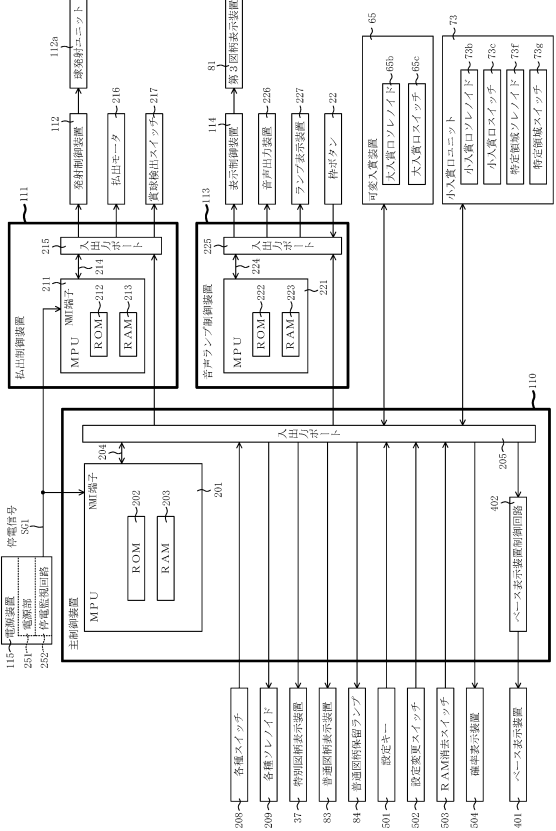 115
電源装置
251
電源部
252
停電監視回路
停電信号
SG1
主制御装置
110
MPU
NMI端子
201
ROM
202
RAM
203
204
入出力ポート
205
402
ベース表示装置制御回路
208
各種スイッチ
209
各種ソレノイド
37
特別図柄表示装置
83
普通図柄表示装置
84
普通図柄保留ランプ
501
設定キー
502
設定変更スイッチ
503
RAM消去スイッチ
504
確率表示装置
401
ベース表示装置
払出制御装置
111
211
MPU
NMI端子
ROM
212
RAM
213
214
215
入出力ポート
発射制御装置
112
球発射ユニット
112a
払出モータ
216
賞球検出スイッチ
217
音声ランプ制御装置
113
MPU
221
ROM
222
RAM
223
224
225
入出力ポート
表示制御装置
114
第3図柄表示装置
81
音声出力装置
226
ランプ表示装置
227
枠ボタン
22
可変入賞装置
65
大入賞口ソレノイド
65b
大入賞口スイッチ
65c
小入賞口ユニット
73
小入賞口ソレノイド
73b
小入賞口スイッチ
73c
特定領域ソレノイド
73f
特定領域スイッチ
73g